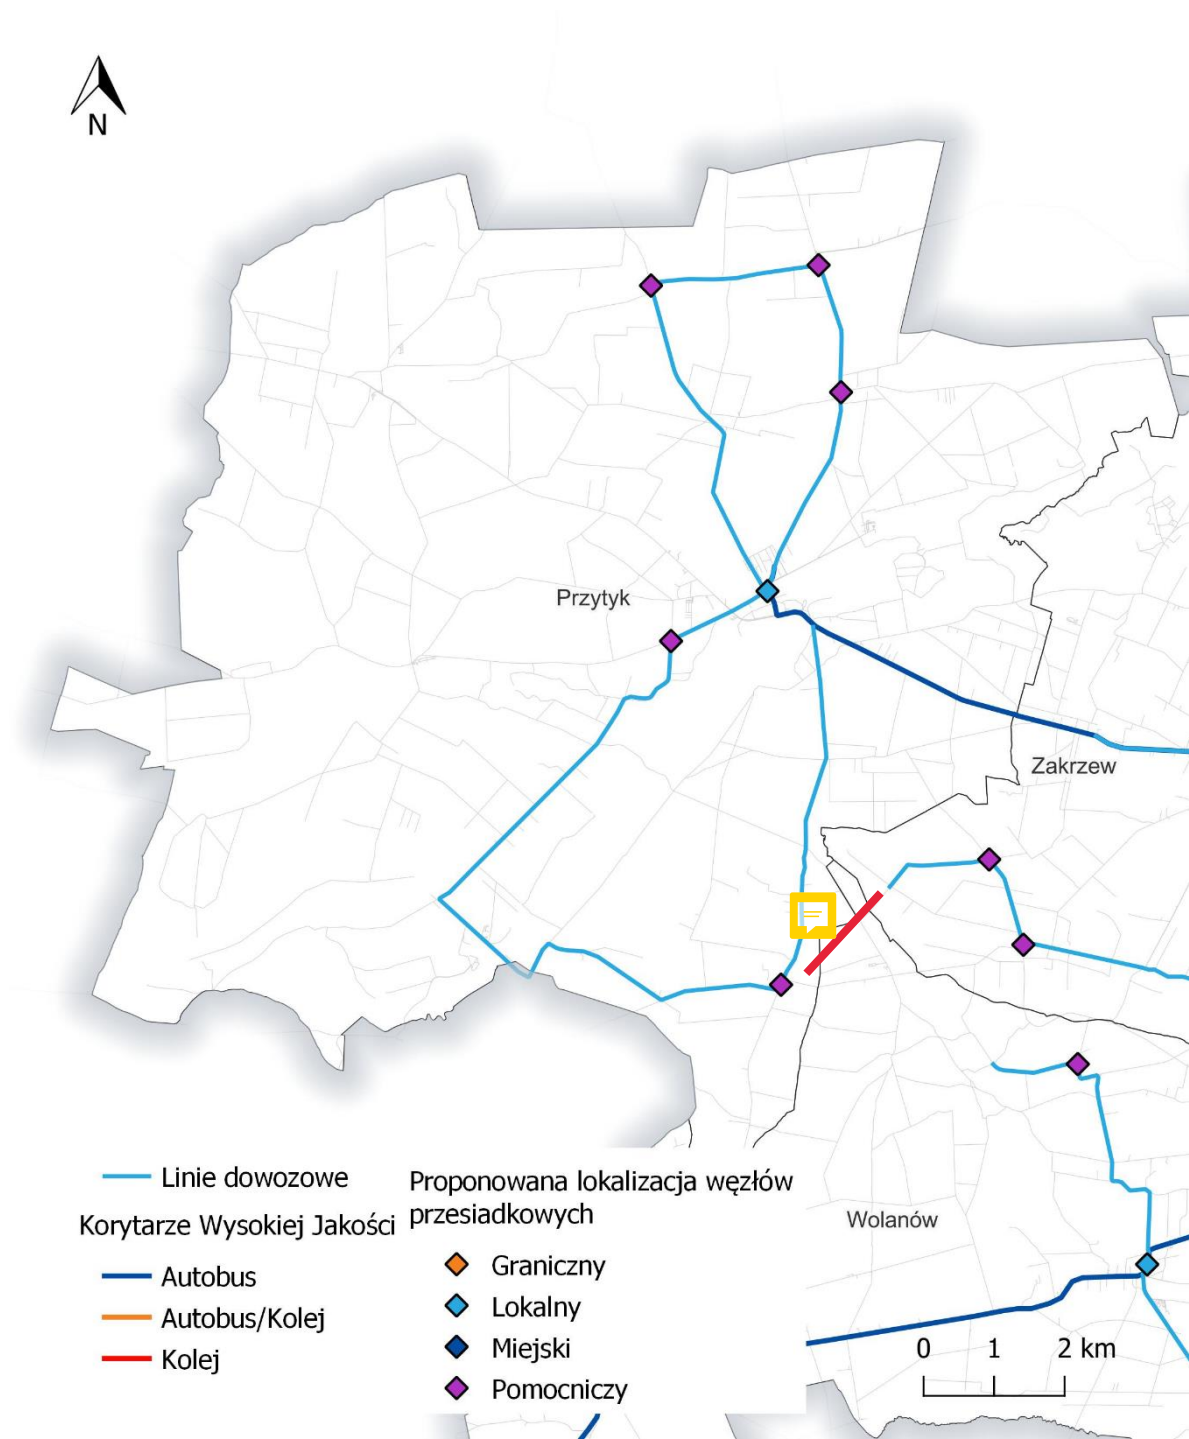 N
Przytyk
Zakrzew
Wolanów
Linie dowozowe
Korytarze Wysokiej Jakości
Autobus
Autobus/Kolej
Kolej
Proponowana lokalizacja węzłów
przesiadkowych
Graniczny
Lokalny
Miejski
Pomocniczy
0 1 2 km